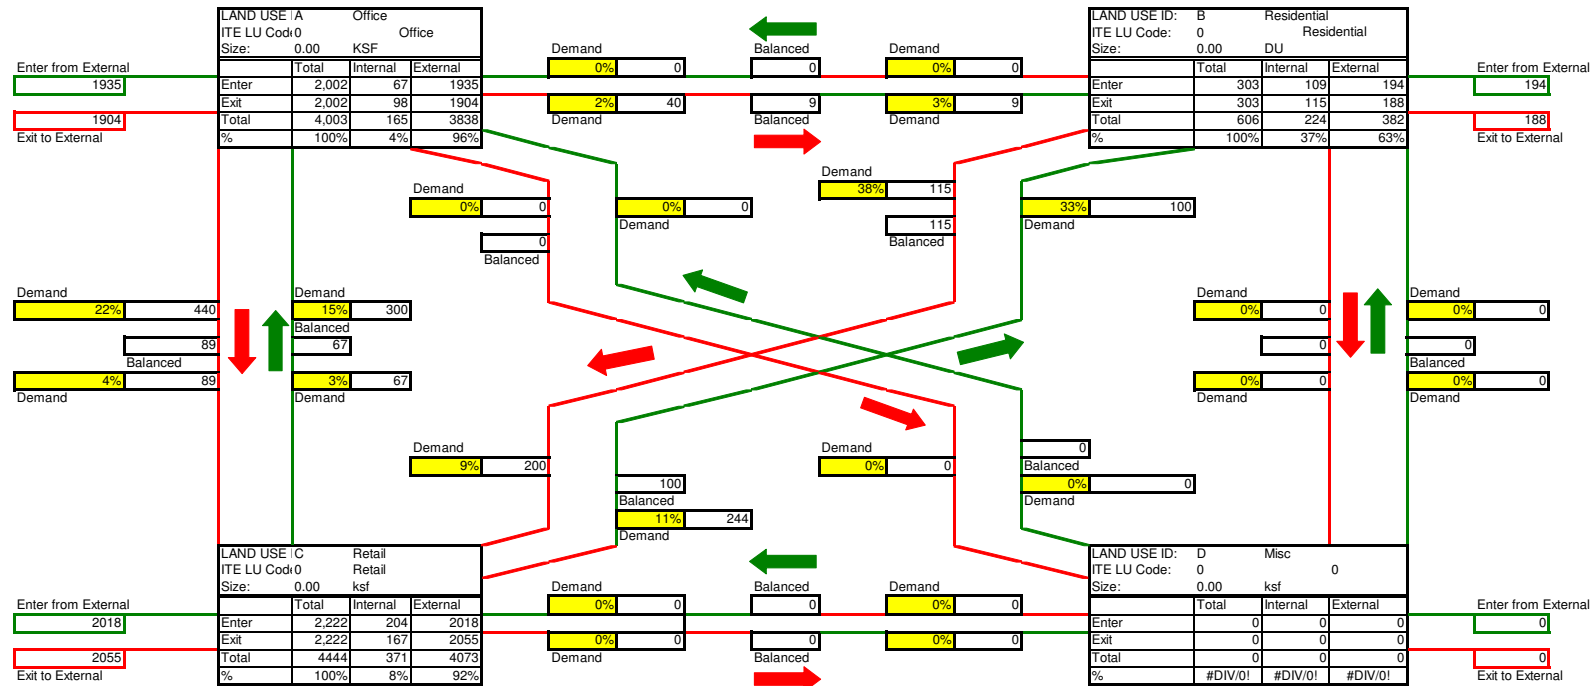 LAND USE I A Office
ITE LU Code 0 Office
Size: 0.00 KSF
LAND USE ID: B Residential
ITE LU Code: 0 Residential
Size: 0.00 DU
Demand Balanced Demand
0% 0 0 0% 0
Enter from External
1935
Total Internal External
Enter 2,002 67 1935
Exit 2,002 98 1904
Total 4,003 165 3838
% 100% 4% 96%
1904
Exit to External
2% 40 9 3% 9
Demand Balanced Demand
Total Internal External
Enter 303 109 194
Exit 303 115 188
Total 606 224 382
% 100% 37% 63%
Enter from External
194
188
Exit to External
Demand
0% 0
0
Balanced
0% 0
Demand
Demand
38% 115
115
Balanced
33% 100
Demand
Demand
22% 440
89
Balanced
4% 89
Demand
Demand
15% 300
Balanced
67
3% 67
Demand
Demand
0% 0
0
0% 0
Demand
Demand
0% 0
0
Balanced
0% 0
Demand
Demand
9% 200
100
Balanced
11% 244
Demand
Demand
0% 0
0
Balanced
0% 0
Demand
LAND USE I C Retail
ITE LU Code 0 Retail
Size: 0.00 ksf
LAND USE ID: D Misc
ITE LU Code: 0 0
Size: 0.00 ksf
Demand Balanced Demand
0% 0 0 0% 0
Enter from External
2018
Total Internal External
Enter 2,222 204 2018
Exit 2,222 167 2055
Total 4444 371 4073
% 100% 8% 92%
2055
Exit to External
0% 0 0 0% 0
Demand Balanced Demand
Total Internal External
Enter 0 0 0
Exit 0 0 0
Total 0 0 0
% #DIV/0! #DIV/0! #DIV/0!
Enter from External
0
0
Exit to External